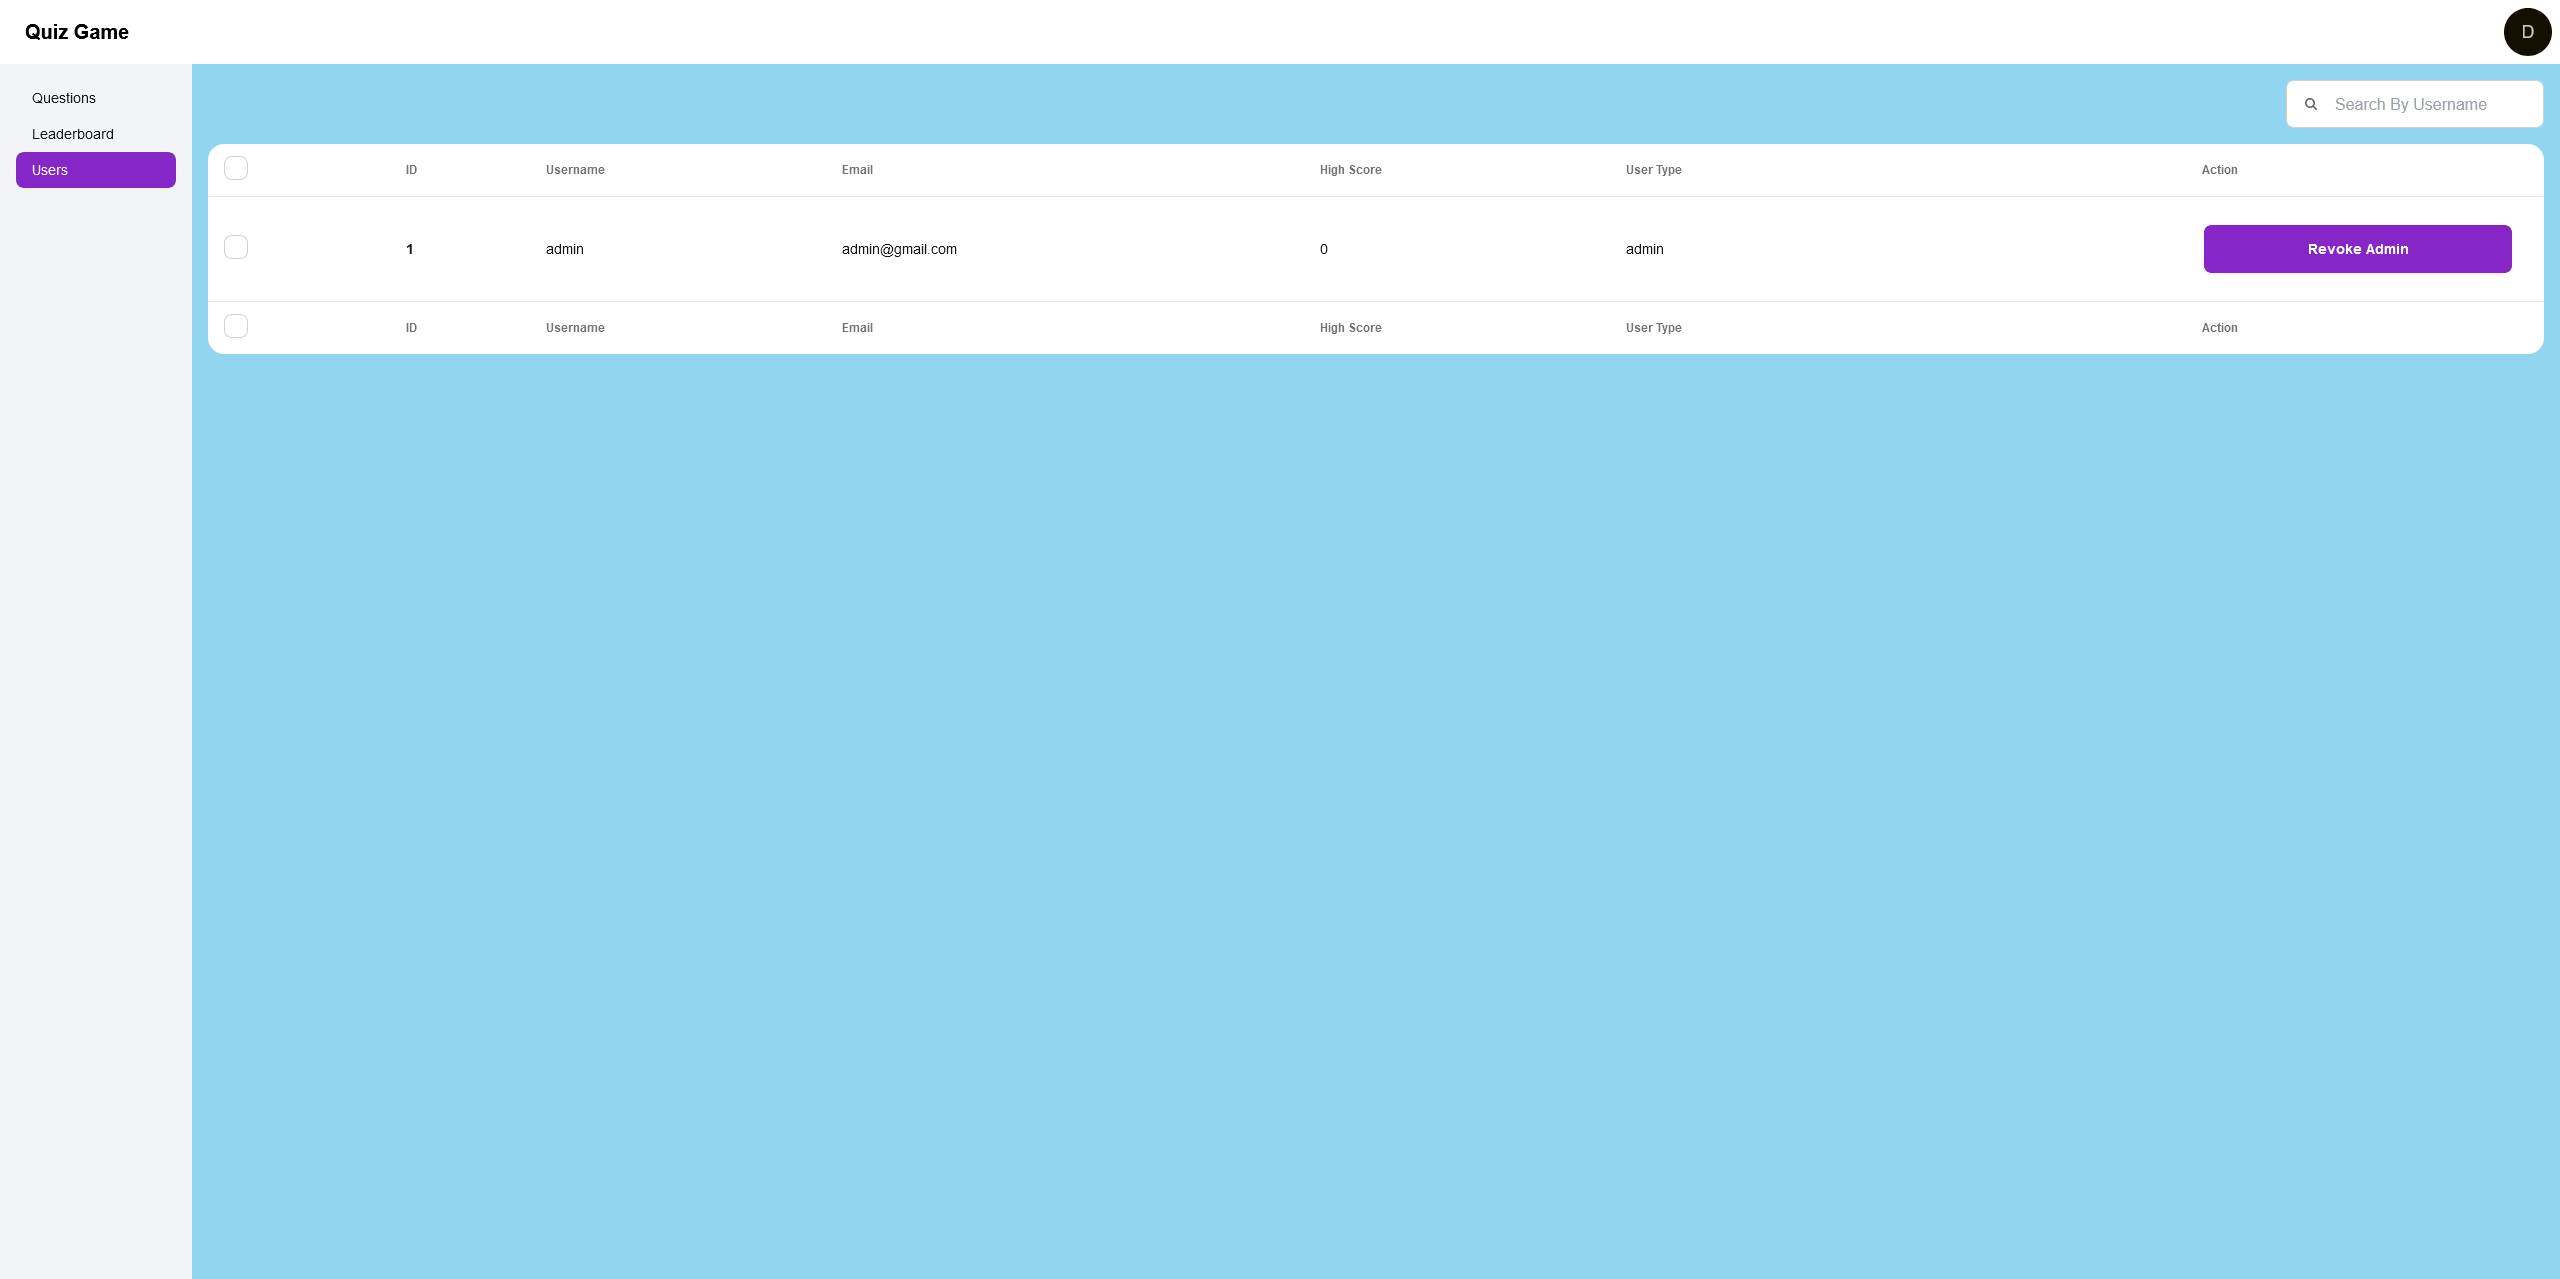 Quiz Game
D
Questions
Leaderboard
Users
Search By Username
ID Username Email High Score User Type Action
1 admin admin@gmail.com 0 admin Revoke Admin
ID Username Email High Score User Type Action